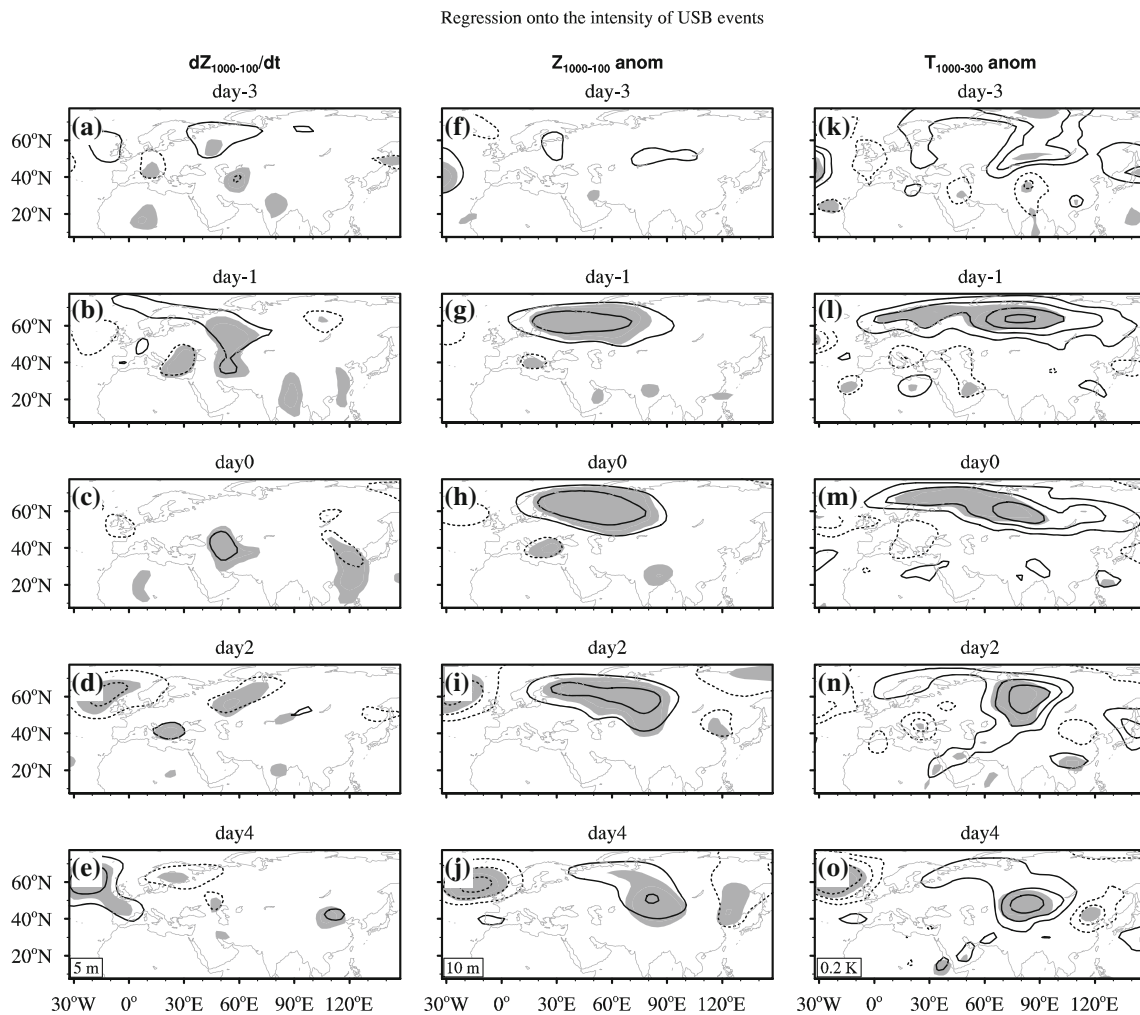 Regression onto the intensity of USB events
dZ1000-100/dt
Z1000-100 anom
T1000-300 anom
day-3
day-3
day-3
(a)
(f)
(k)
60°N
40°N
20°N
day-1
day-1
day-1
(b)
(g)
(l)
60°N
40°N
20°N
day0
day0
day0
(c)
(h)
(m)
60°N
40°N
20°N
day2
day2
day2
(d)
(i)
(n)
60°N
40°N
20°N
day4
day4
day4
(e)
(j)
(o)
60°N
40°N
20°N
5 m
10 m
0.2 K
30°W 0° 30°E 60°E 90°E 120°E
30°W 0° 30°E 60°E 90°E 120°E
30°W 0° 30°E 60°E 90°E 120°E